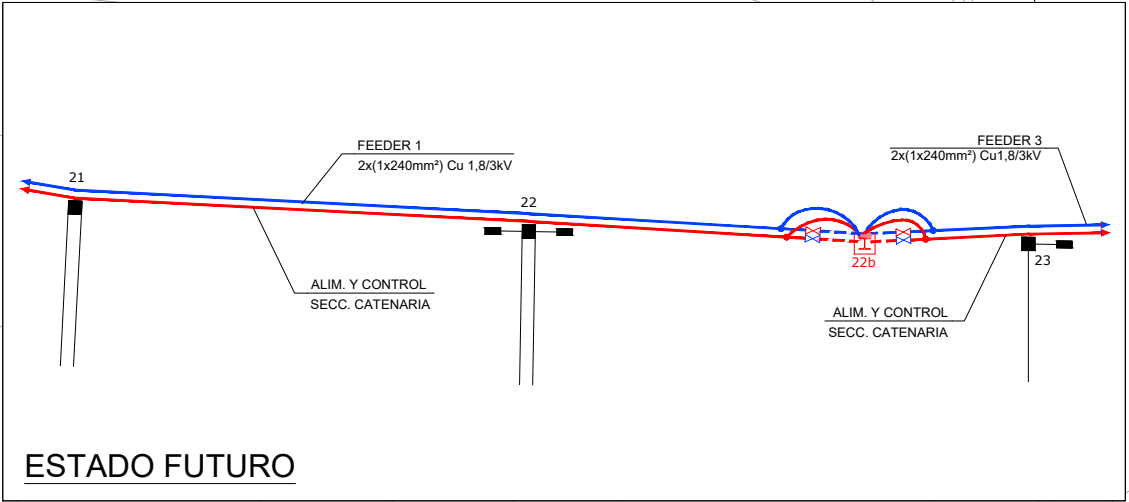 FEEDER 1
2x(1x240mm²) Cu 1,8/3kV
FEEDER 3
2x(1x240mm²) Cu1,8/3kV
21
22
22b
23
ALIM. Y CONTROL
SECC. CATENARIA
ALIM. Y CONTROL
SECC. CATENARIA
ESTADO FUTURO